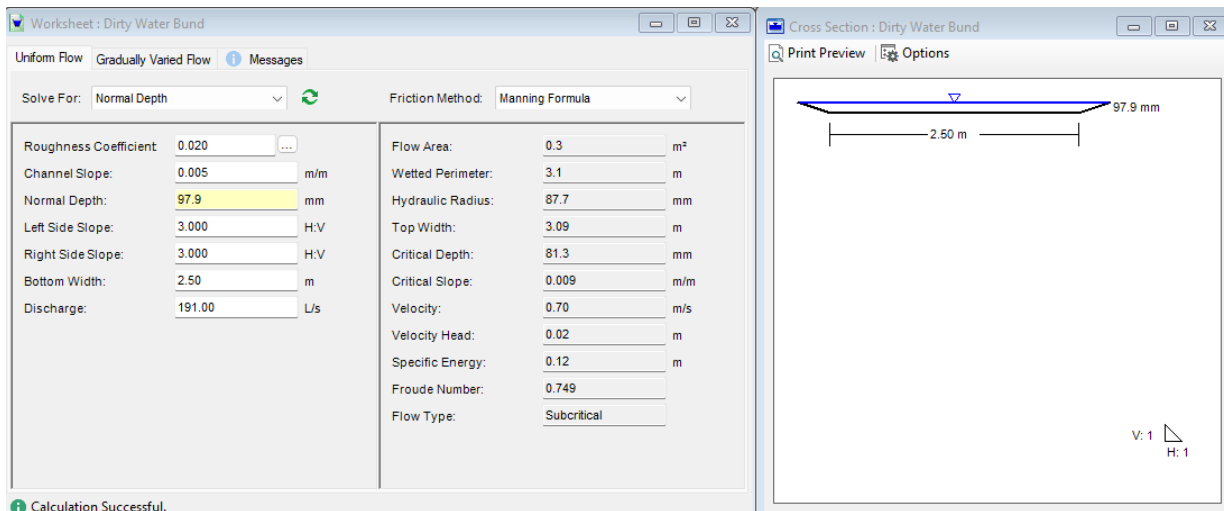 Worksheet : Dirty Water Bund
Uniform Flow Gradually Varied Flow Messages
Solve For: Normal Depth Friction Method: Manning Formula
Roughness Coefficient 0.020 ...
Channel Slope: 0.005 m/m
Normal Depth: 97.9 mm
Left Side Slope: 3.000 H:V
Right Side Slope: 3.000 H:V
Bottom Width: 2.50 m
Discharge: 191.00 L/s
Flow Area: 0.3 m²
Wetted Perimeter: 3.1 m
Hydraulic Radius: 87.7 mm
Top Width: 3.09 m
Critical Depth: 81.3 mm
Critical Slope: 0.009 m/m
Velocity: 0.70 m/s
Velocity Head: 0.02 m
Specific Energy: 0.12 m
Froude Number: 0.749
Flow Type: Subcritical
Calculation Successful.
Cross Section : Dirty Water Bund
Print Preview Options
97.9 mm
2.50 m
V: 1
H: 1